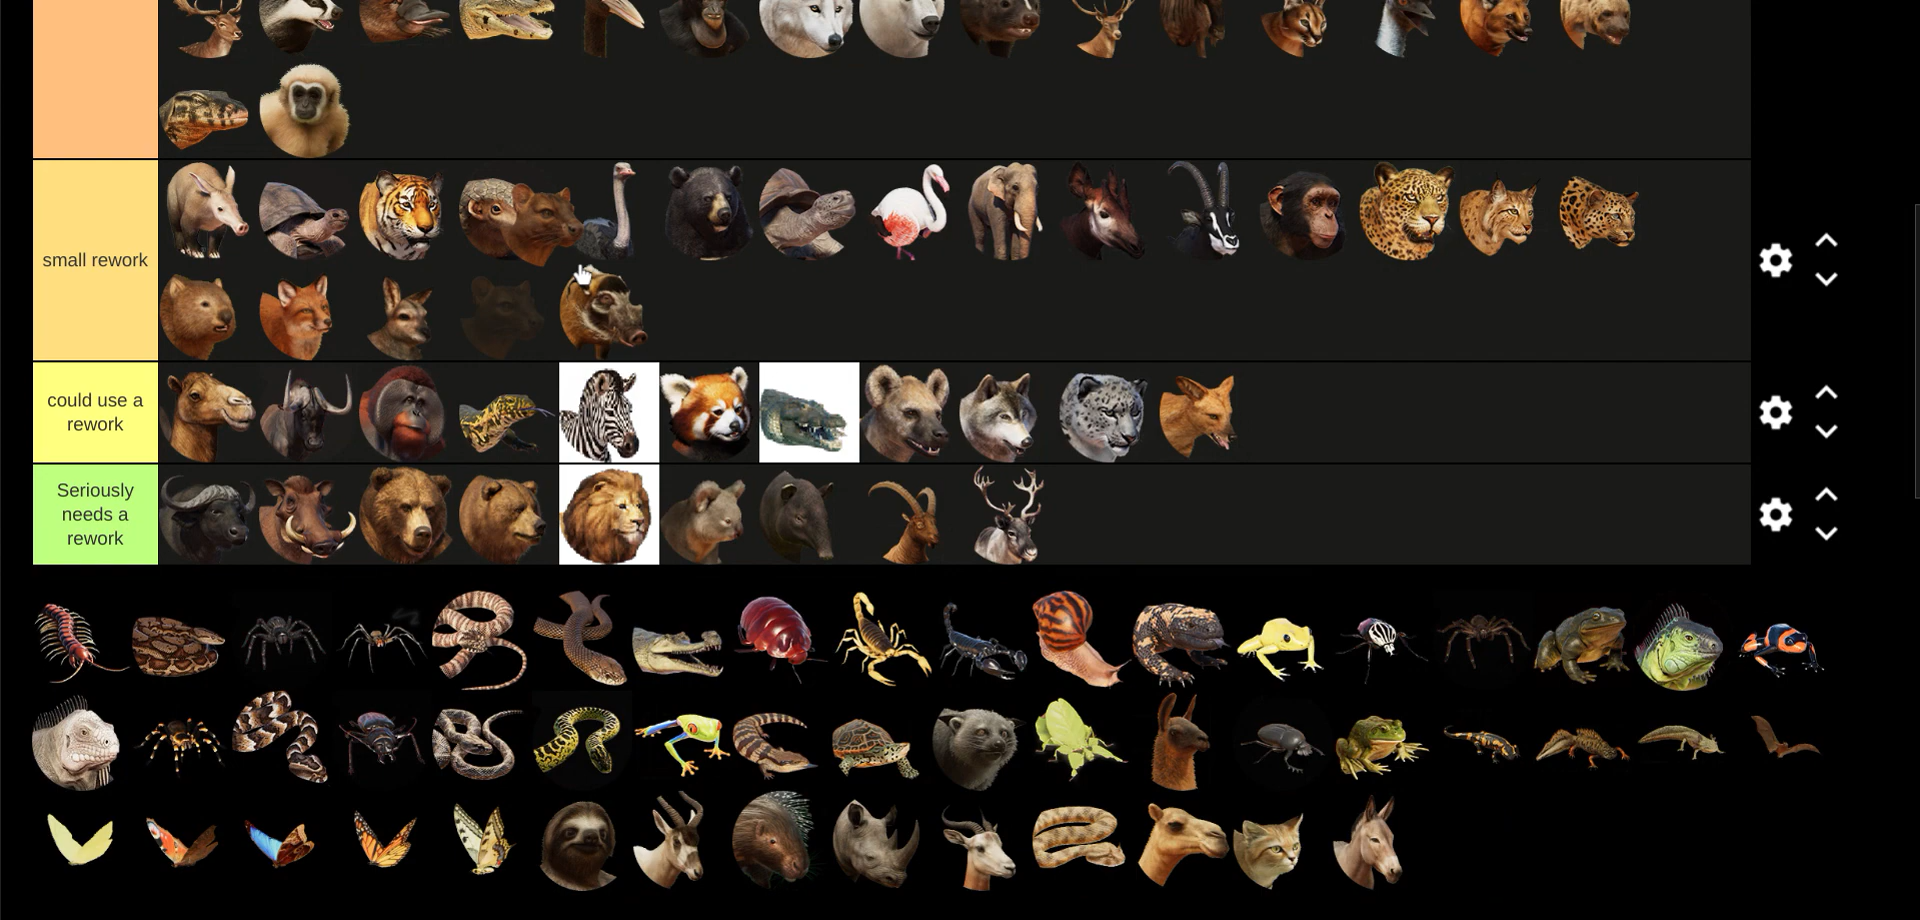 small rework
could use a
rework
Seriously
needs a
rework